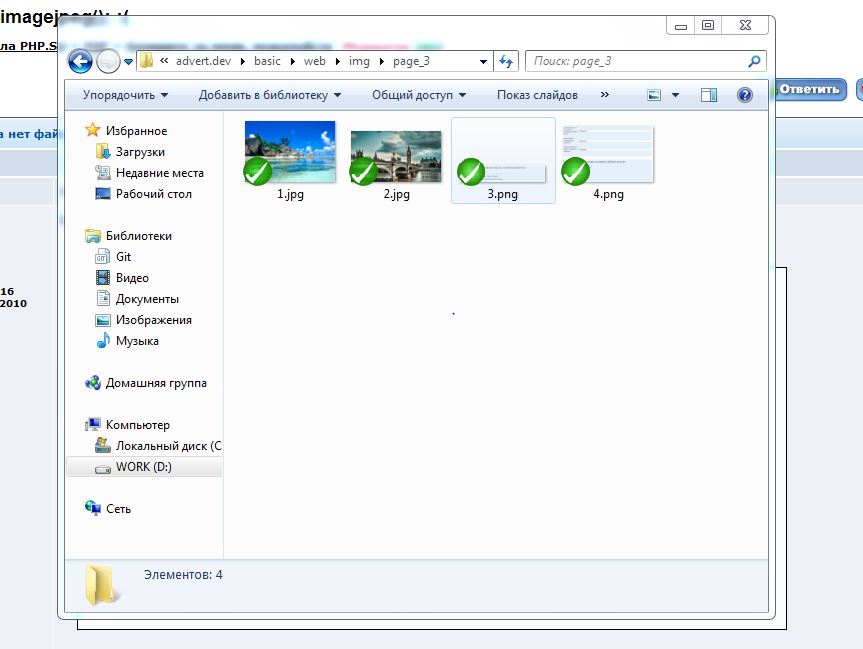 imagejpeg(); :(
ла PHP.S
« advert.dev ▸ basic ▸ web ▸ img ▸ page_3
Поиск: page_3
Ответить
Упорядочить
Добавить в библиотеку
Общий доступ
Показ слайдов
»
а нет фай
Избранное
Загрузки
Недавние места
Рабочий стол
Библиотеки
Git
Видео
Документы
Изображения
Музыка
Домашняя группа
Компьютер
Локальный диск (C
WORK (D:)
Сеть
1.jpg
2.jpg
3.png
4.png
16
2010
Элементов: 4